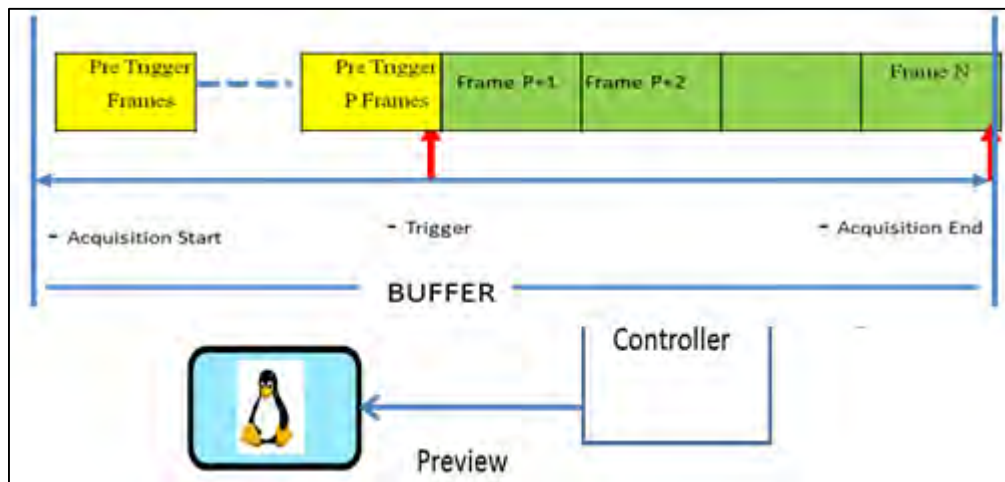 Pre Trigger
Frames
Pre Trigger
P Frames
Frame P+1
Frame P+2
Frame N
- Acquisition Start
- Trigger
- Acquisition End
BUFFER
Controller
Preview